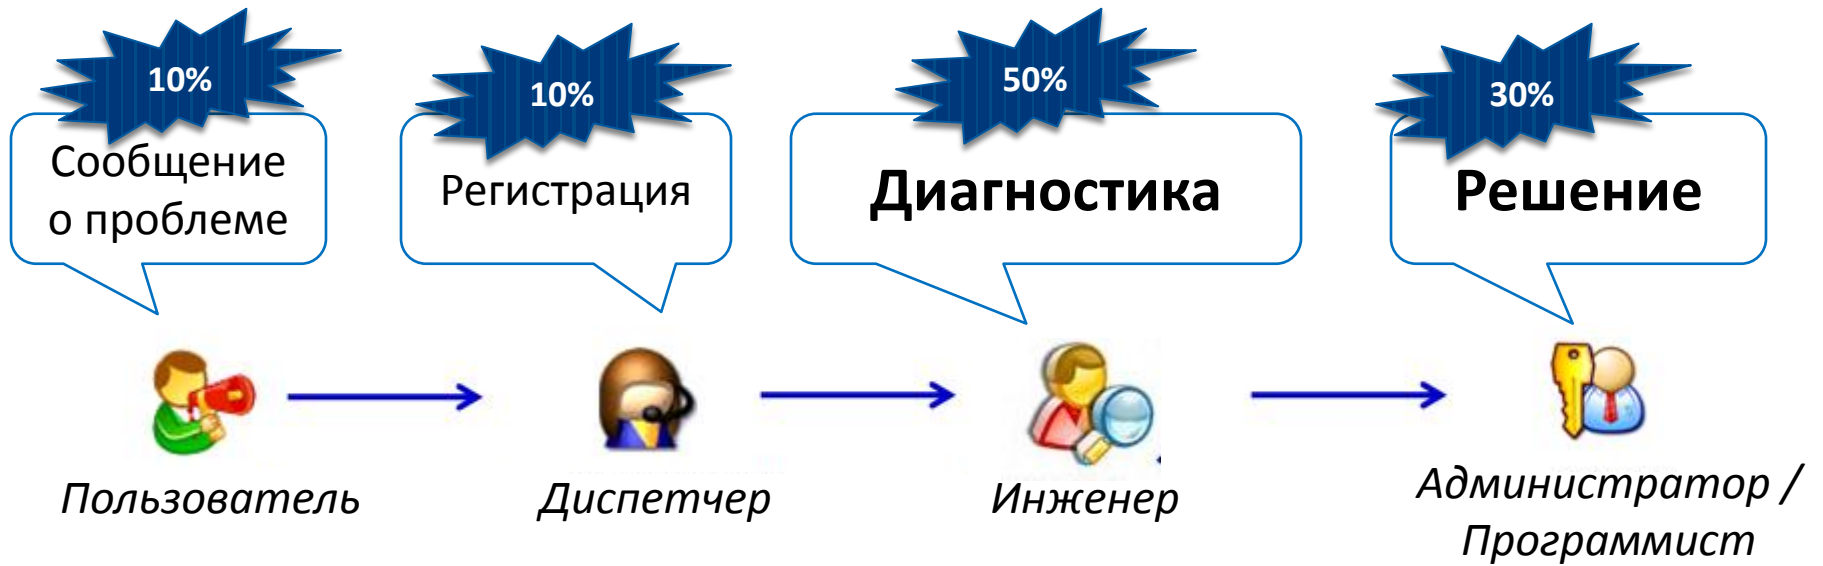 10%
Сообщение
о проблеме
Пользователь
10%
Регистрация
Диспетчер
50%
Диагностика
Инженер
30%
Решение
Администратор /
Программист